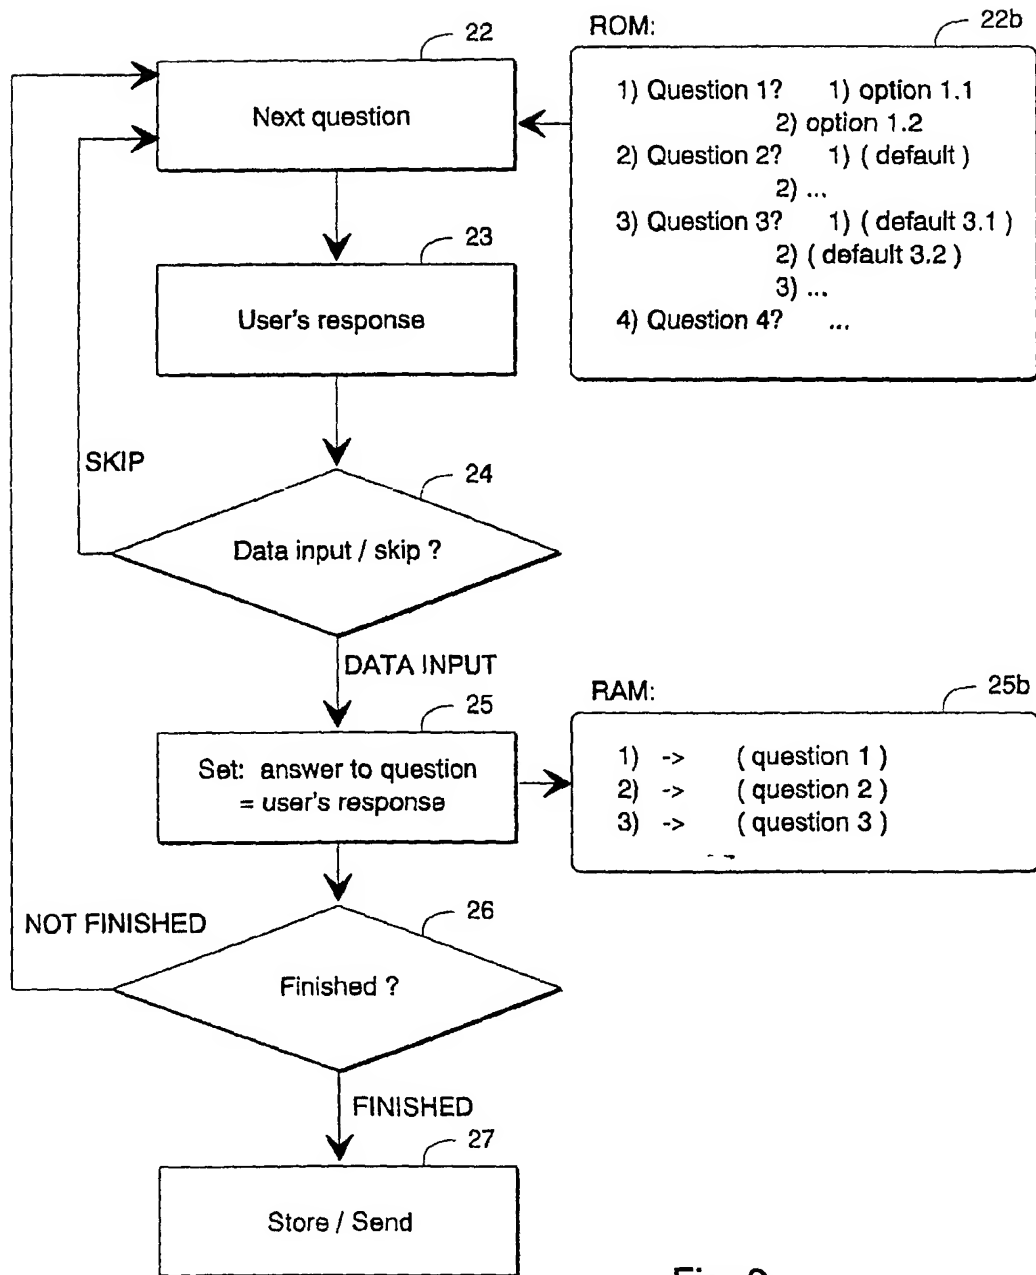 22
ROM:
22b
Next question
1) Question 1? 1) option 1.1
2) option 1.2
2) Question 2? 1) ( default )
2) ...
3) Question 3? 1) ( default 3.1 )
2) ( default 3.2 )
3) ...
4) Question 4? ...
23
User's response
SKIP
24
Data input / skip ?
DATA INPUT
25
Set: answer to question
= user's response
RAM:
25b
1) -> ( question 1 )
2) -> ( question 2 )
3) -> ( question 3 )
NOT FINISHED
26
Finished ?
FINISHED
27
Store / Send